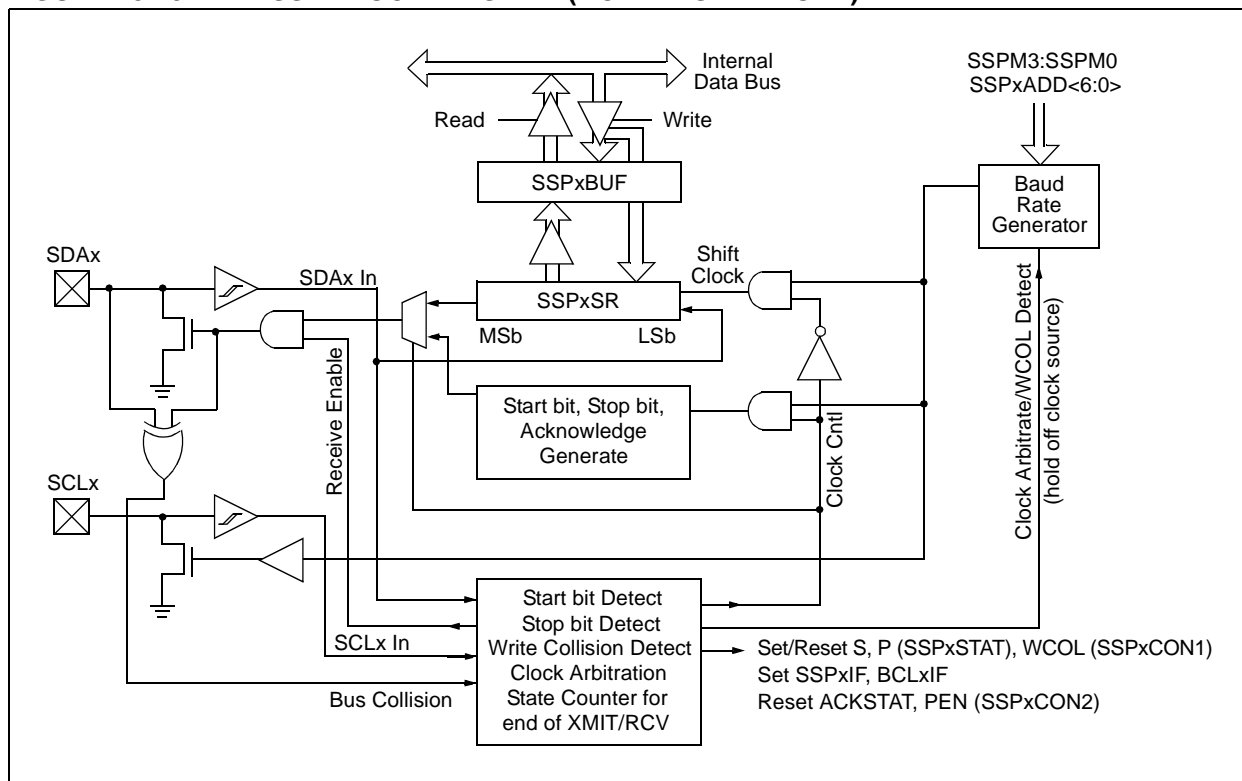 Internal
Data Bus
SSPM3:SSPM0
SSPxADD<6:0>
Read
Write
SSPxBUF
Baud
Rate
Generator
SDAx
SDAx In
Shift
Clock
SSPxSR
MSb
LSb
Start bit, Stop bit,
Acknowledge
Generate
Receive Enable
Clock Cntl
Clock Arbitrate/WCOL Detect
(hold off clock source)
SCLx
SCLx In
Bus Collision
Start bit Detect
Stop bit Detect
Write Collision Detect
Clock Arbitration
State Counter for
end of XMIT/RCV
Set/Reset S, P (SSPxSTAT), WCOL (SSPxCON1)
Set SSPxIF, BCLxIF
Reset ACKSTAT, PEN (SSPxCON2)